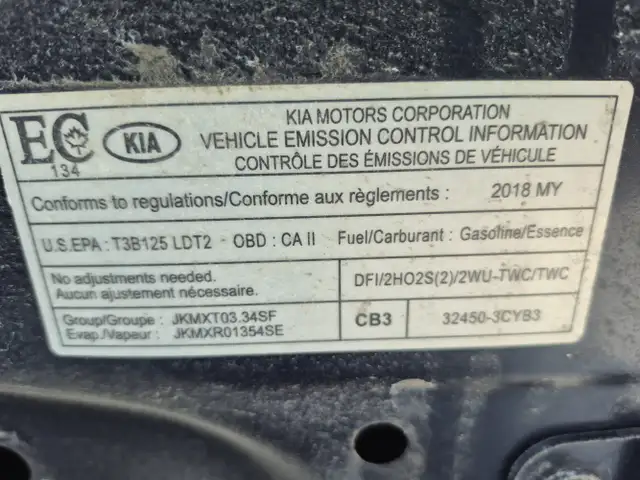 EC
134
KIA
KIA MOTORS CORPORATION
VEHICLE EMISSION CONTROL INFORMATION
CONTRÔLE DES ÉMISSIONS DE VÉHICULE
Conforms to regulations/Conforme aux règlements : 2018 MY
U.S.EPA : T3B125 LDT2 - OBD : CA II Fuel/Carburant : Gasoline/Essence
No adjustments needed.
Aucun ajustement nécessaire.
DFI/2HO2S(2)/2WU-TWC/TWC
Group/Groupe : JKMXT03.34SF
Evap./Vapeur : JKMXR01354SE
CB3
32450-3CYB3